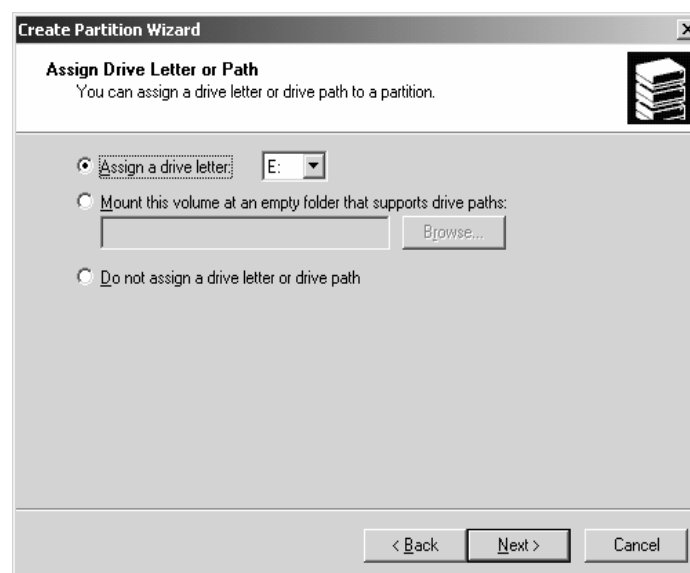 Create Partition Wizard
Assign Drive Letter or Path
You can assign a drive letter or drive path to a partition.
Assign a drive letter: E:
Mount this volume at an empty folder that supports drive paths:
Browse...
Do not assign a drive letter or drive path
< Back Next > Cancel